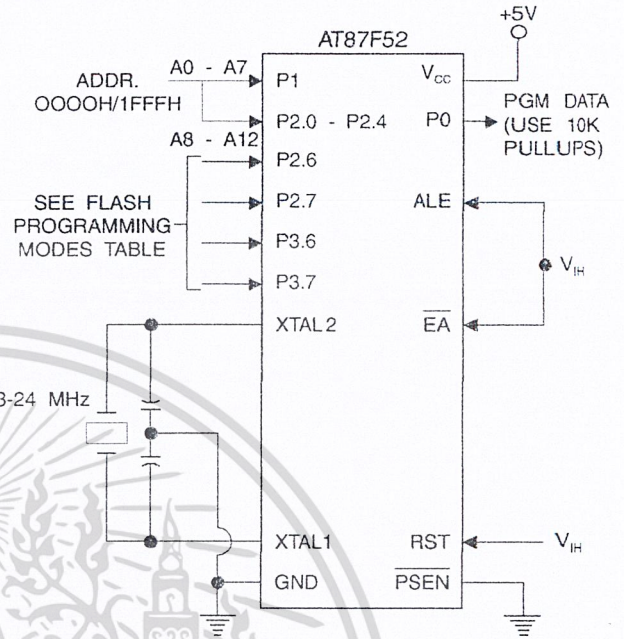 +5V
AT87F52
ADDR.
OOOOH/1FFFH
A0 - A7
P1
VCC
P2.0 - P2.4
P0
PGM DATA
(USE 10K
PULLUPS)
A8 - A12
P2.6
SEE FLASH
PROGRAMMING
MODES TABLE
P2.7
ALE
P3.6
VIH
P3.7
XTAL2
EA
3-24 MHz
XTAL1
RST
VIH
GND
PSEN